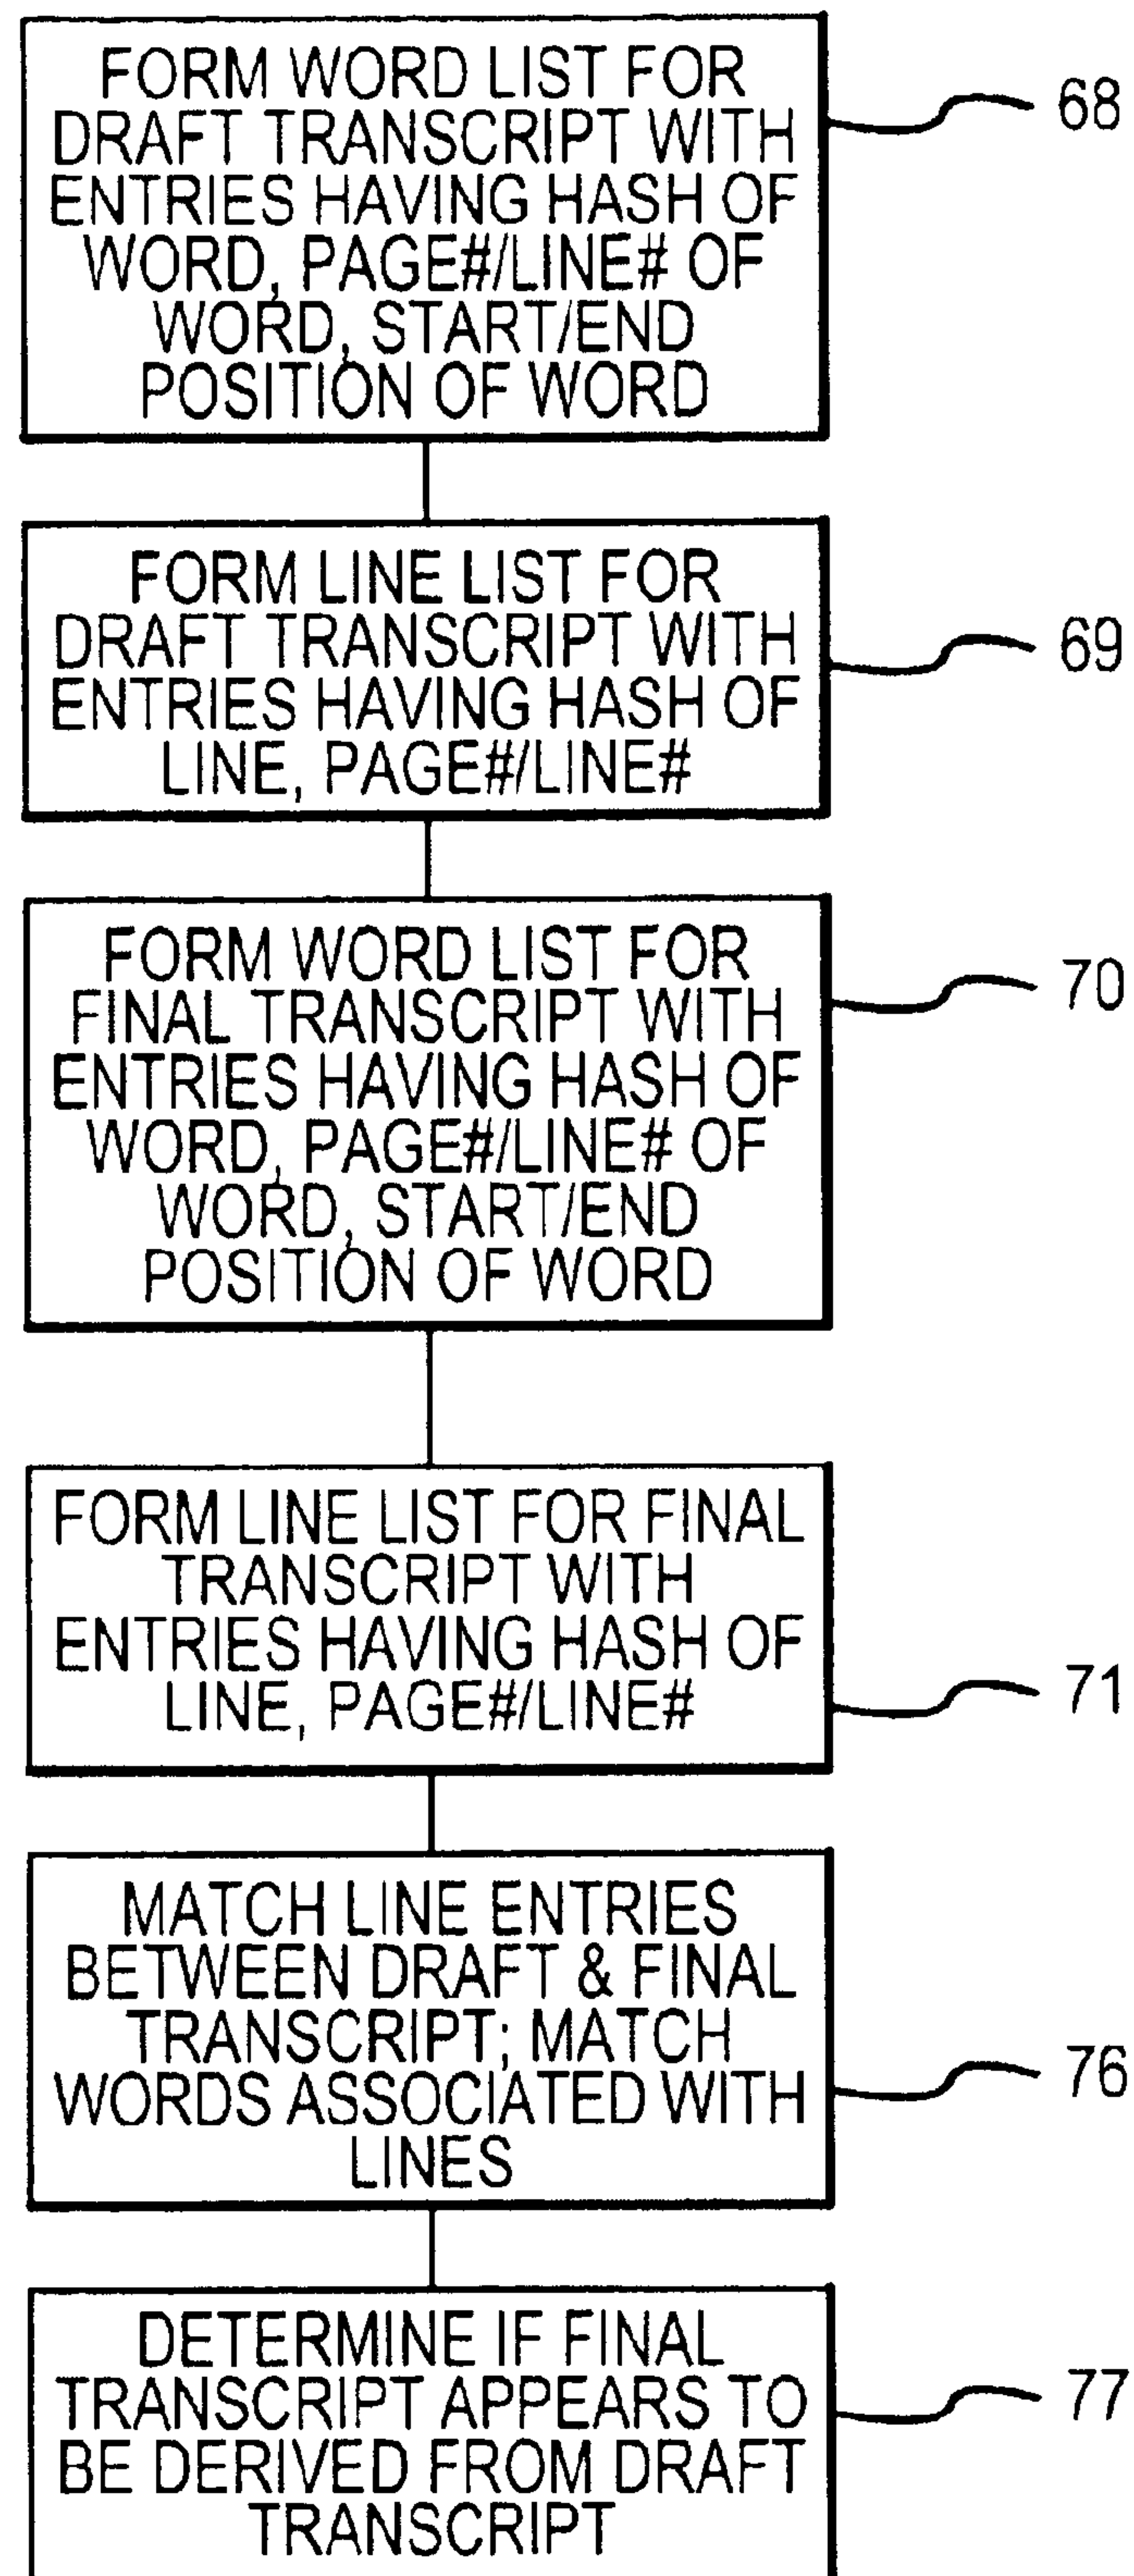 FORM WORD LIST FOR
DRAFT TRANSCRIPT WITH
ENTRIES HAVING HASH OF
WORD, PAGE#/LINE# OF
WORD, START/END
POSITION OF WORD
68
FORM LINE LIST FOR
DRAFT TRANSCRIPT WITH
ENTRIES HAVING HASH OF
LINE, PAGE#/LINE#
69
FORM WORD LIST FOR
FINAL TRANSCRIPT WITH
ENTRIES HAVING HASH OF
WORD, PAGE#/LINE# OF
WORD, START/END
POSITION OF WORD
70
FORM LINE LIST FOR FINAL
TRANSCRIPT WITH
ENTRIES HAVING HASH OF
LINE, PAGE#/LINE#
71
MATCH LINE ENTRIES
BETWEEN DRAFT & FINAL
TRANSCRIPT; MATCH
WORDS ASSOCIATED WITH
LINES
76
DETERMINE IF FINAL
TRANSCRIPT APPEARS TO
BE DERIVED FROM DRAFT
TRANSCRIPT
77